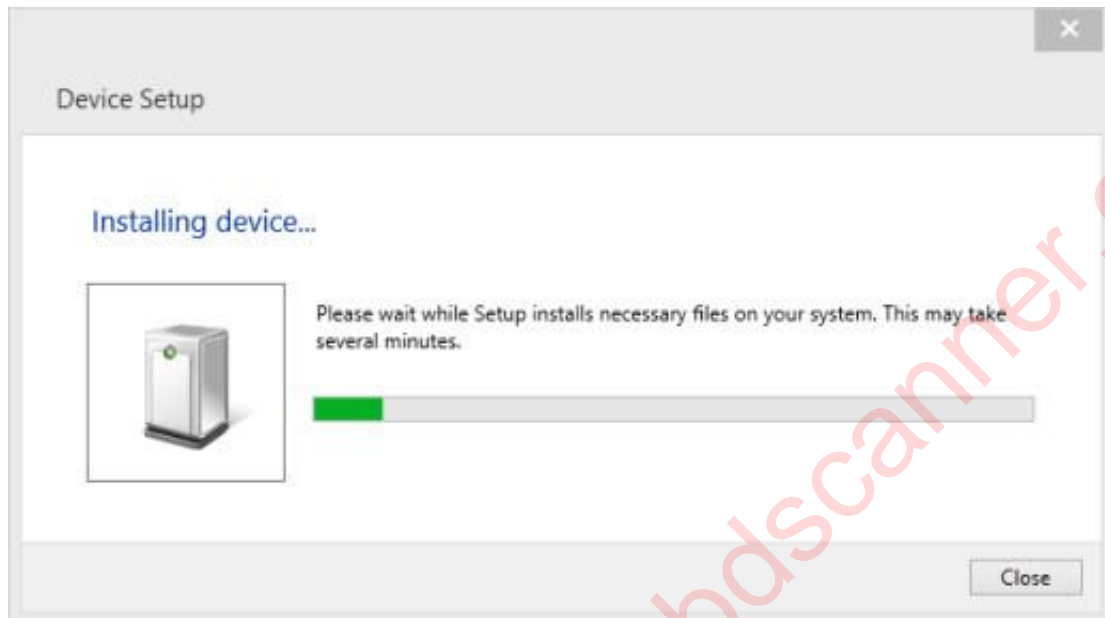 Device Setup
Installing device...
Please wait while Setup installs necessary files on your system. This may take
several minutes.
Close
bdscanner.